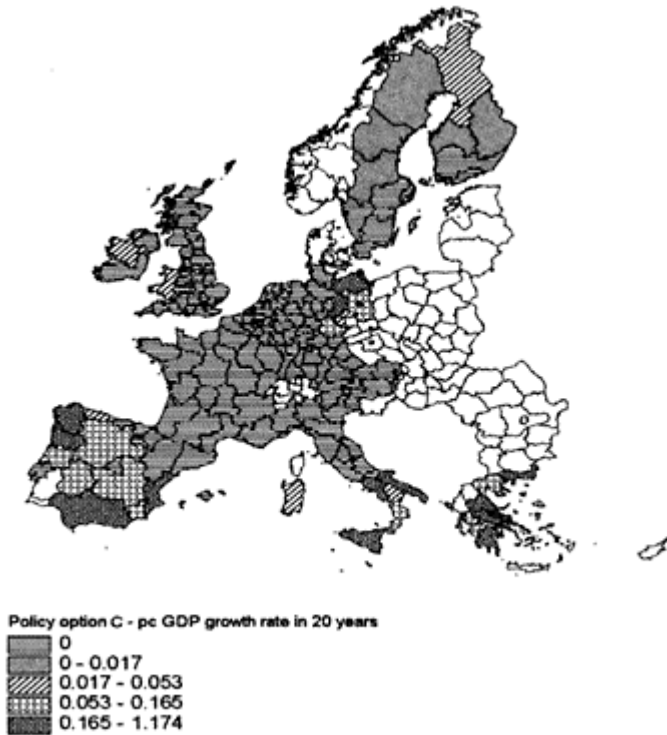 Policy option C - pc GDP growth rate in 20 years
0
0 - 0.017
0.017 - 0.053
0.053 - 0.165
0.165 - 1.174